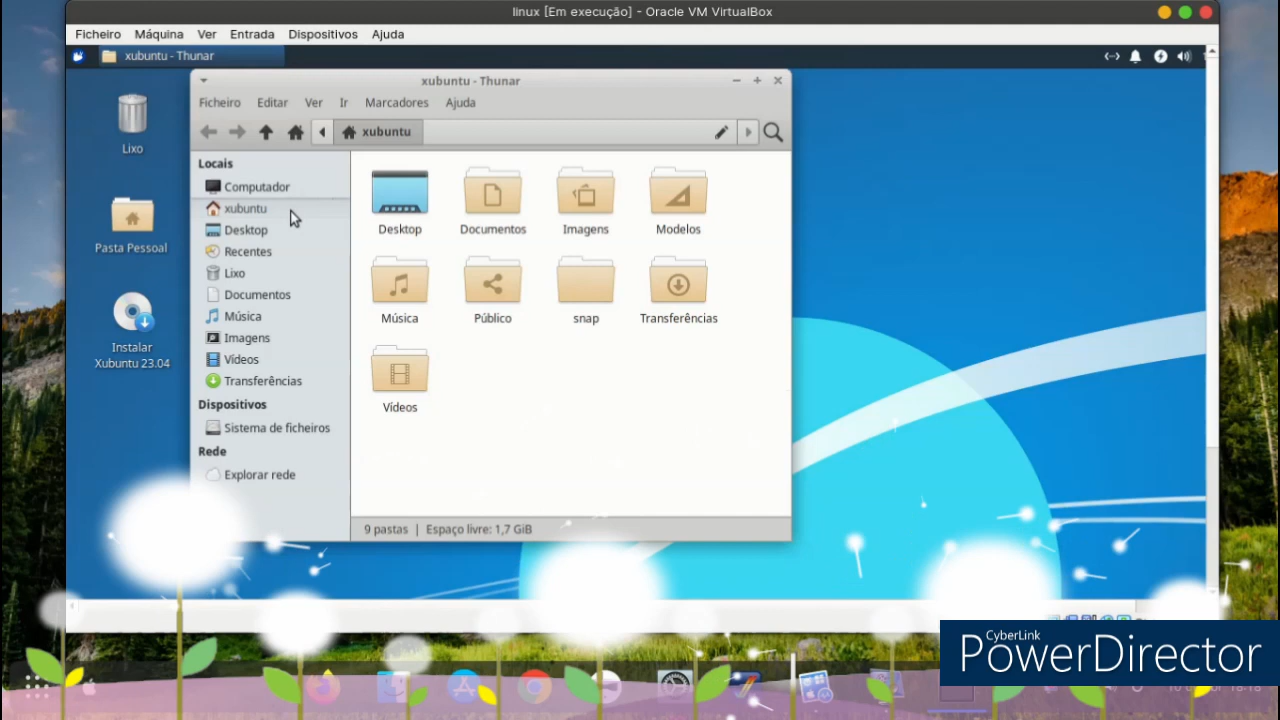 linux [Em execução] - Oracle VM VirtualBox
Ficheiro Máquina Ver Entrada Dispositivos Ajuda
xubuntu - Thunar
xubuntu - Thunar
Ficheiro Editar Ver Ir Marcadores Ajuda
xubuntu
Lixo
Pasta Pessoal
Instalar
Xubuntu 23.04
Locais
Computador
xubuntu
Desktop
Recentes
Lixo
Documentos
Música
Imagens
Vídeos
Transferências
Dispositivos
Sistema de ficheiros
Rede
Explorar rede
Desktop Documentos Imagens Modelos
Música Público snap Transferências
Vídeos
9 pastas | Espaço livre: 1,7 GiB
CyberLink
PowerDirector